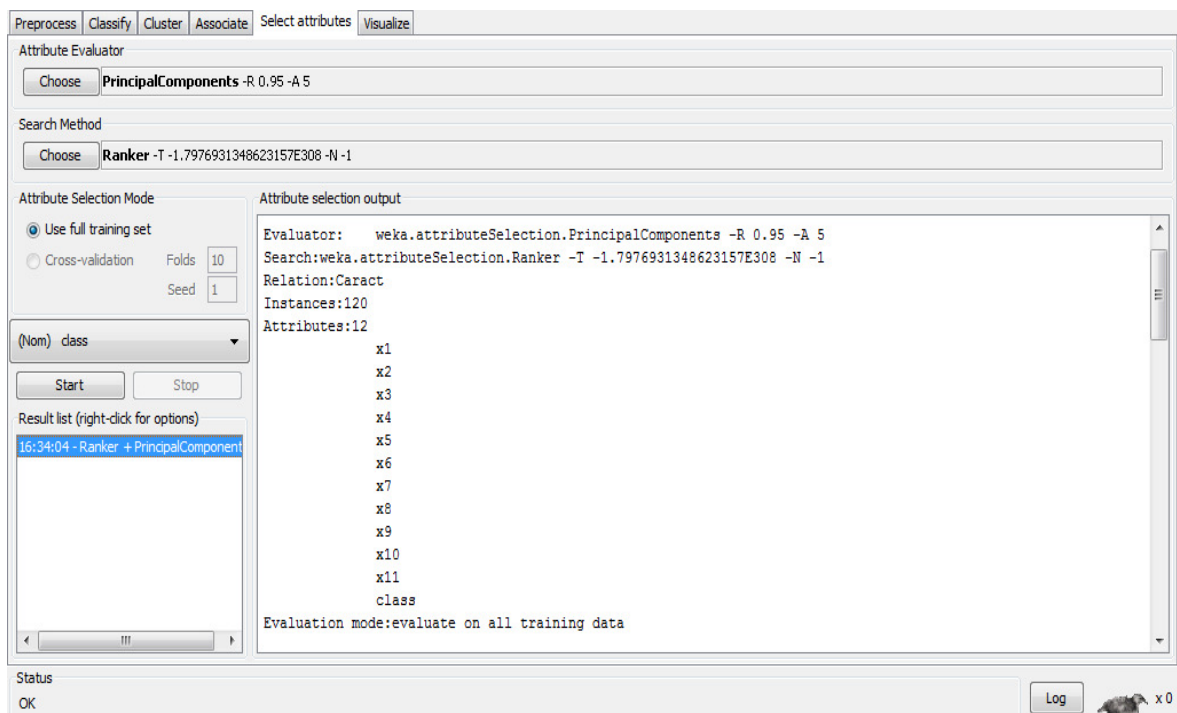 Preprocess Classify Cluster Associate Select attributes Visualize
Attribute Evaluator
Choose PrincipalComponents -R 0.95 -A 5
Search Method
Choose Ranker -T -1.7976931348623157E308 -N -1
Attribute Selection Mode
Use full training set
Cross-validation Folds 10
Seed 1
(Nom) class
Start Stop
Result list (right-click for options)
16:34:04 - Ranker + PrincipalComponent
Attribute selection output
Evaluator: weka.attributeSelection.PrincipalComponents -R 0.95 -A 5
Search:weka.attributeSelection.Ranker -T -1.7976931348623157E308 -N -1
Relation:Caract
Instances:120
Attributes:12
x1
x2
x3
x4
x5
x6
x7
x8
x9
x10
x11
class
Evaluation mode:evaluate on all training data
Status
OK
Log x 0